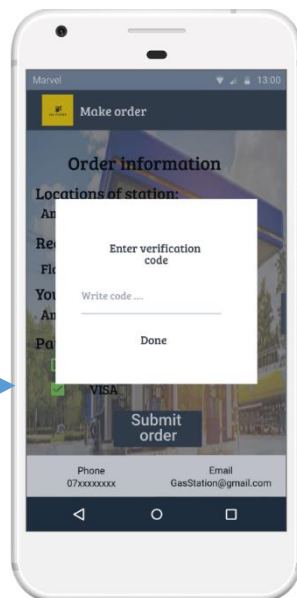 Marvel
13:00
Make order
Order information
Locations of station:
An
Re
Enter verification
code
Flo
Write code ....
You
An
Done
Pa
VISA
Submit
order
Phone
Email
07xxxxxxxx
GasStation@gmail.com